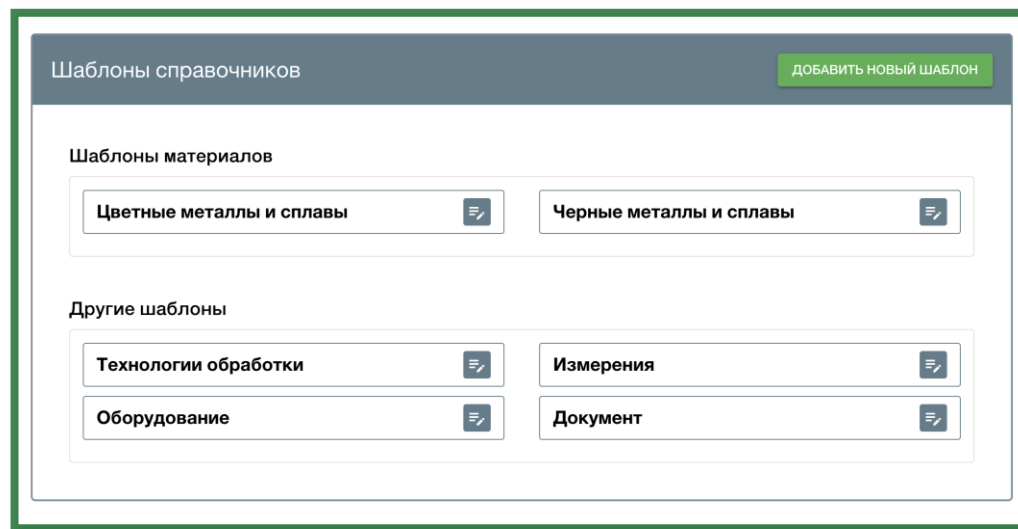 Шаблоны справочников
ДОБАВИТЬ НОВЫЙ ШАБЛОН
Шаблоны материалов
Цветные металлы и сплавы
Черные металлы и сплавы
Другие шаблоны
Технологии обработки
Измерения
Оборудование
Документ